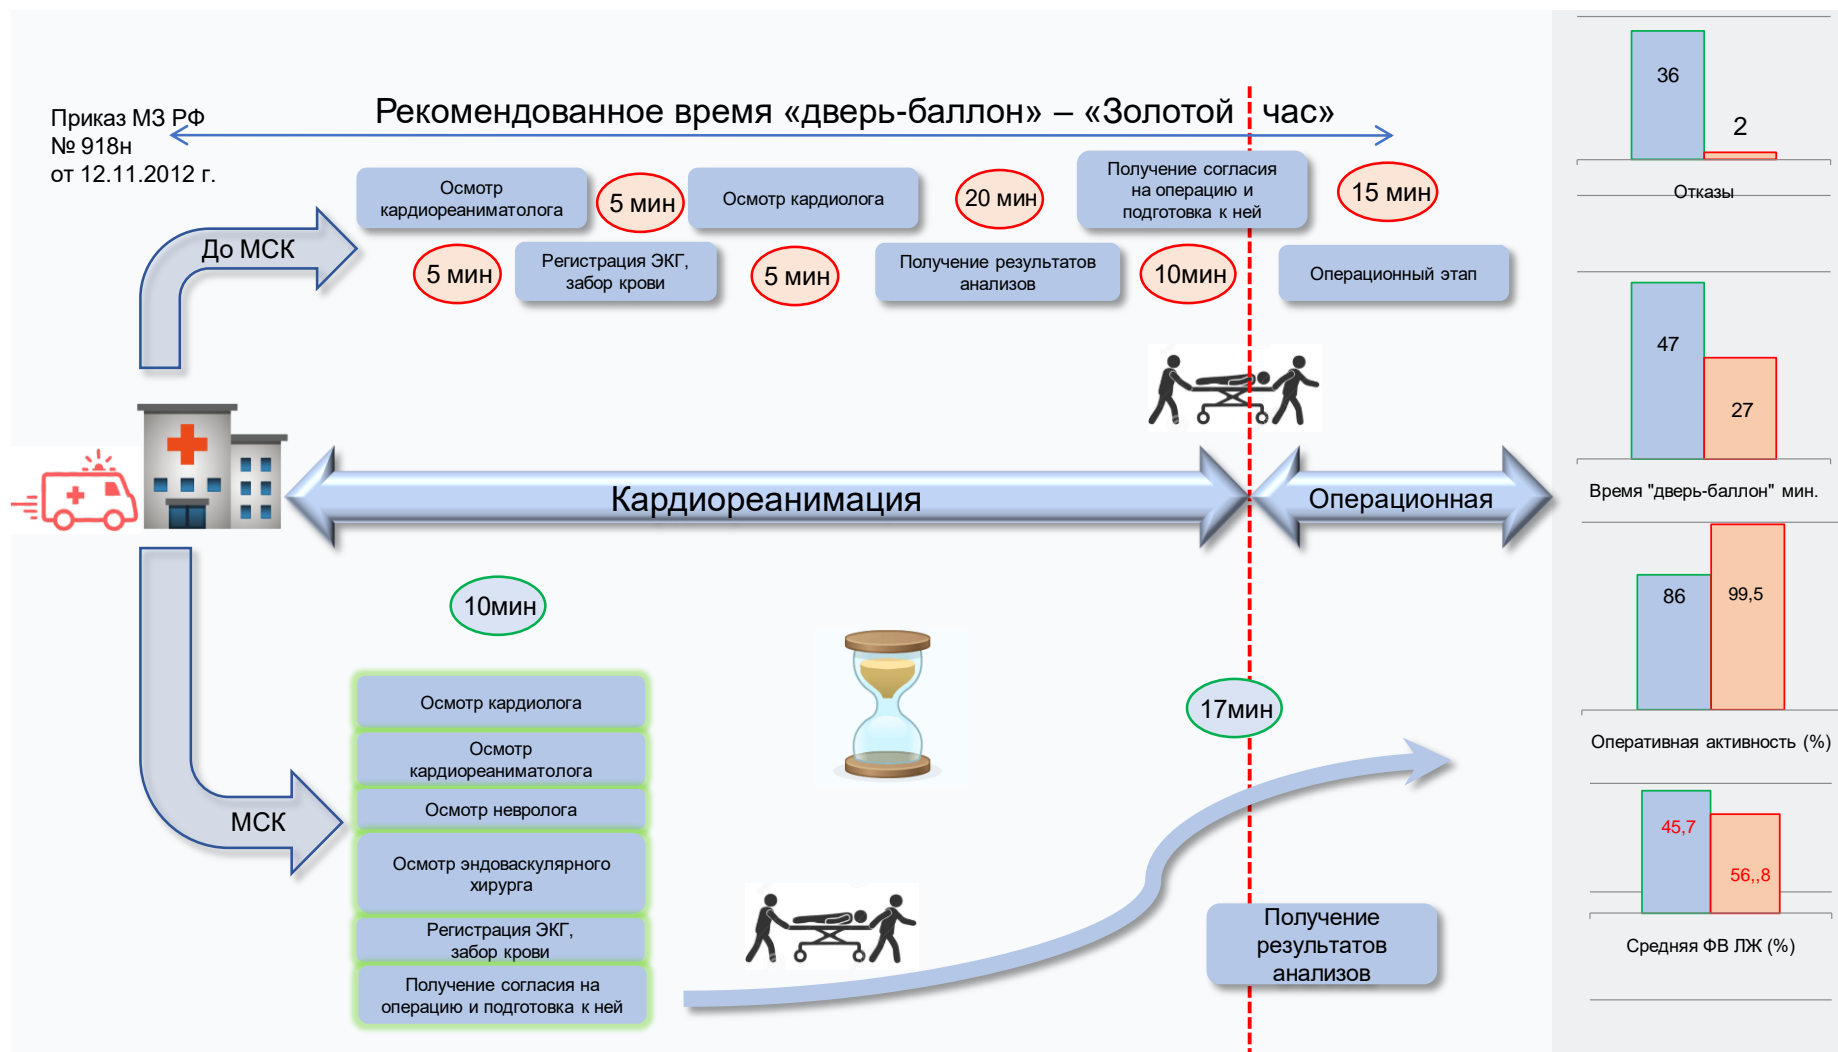 Приказ МЗ РФ
№ 918н
от 12.11.2012 г.
Рекомендованное время «дверь-баллон» – «Золотой час»
До МСК
Осмотр
кардиореаниматолога
5 мин
5 мин
Регистрация ЭКГ,
забор крови
Осмотр кардиолога
5 мин
20 мин
Получение результатов
анализов
Получение согласия
на операцию и
подготовка к ней
10мин
15 мин
Операционный этап
Кардиореанимация
Операционная
10мин
17мин
МСК
Осмотр кардиолога
Осмотр
кардиореаниматолога
Осмотр невролога
Осмотр эндоваскулярного
хирурга
Регистрация ЭКГ,
забор крови
Получение согласия на
операцию и подготовка к ней
Получение
результатов
анализов
36
2
Отказы
47
27
Время "дверь-баллон" мин.
86
99,5
Оперативная активность (%)
45,7
56,,8
Средняя ФВ ЛЖ (%)